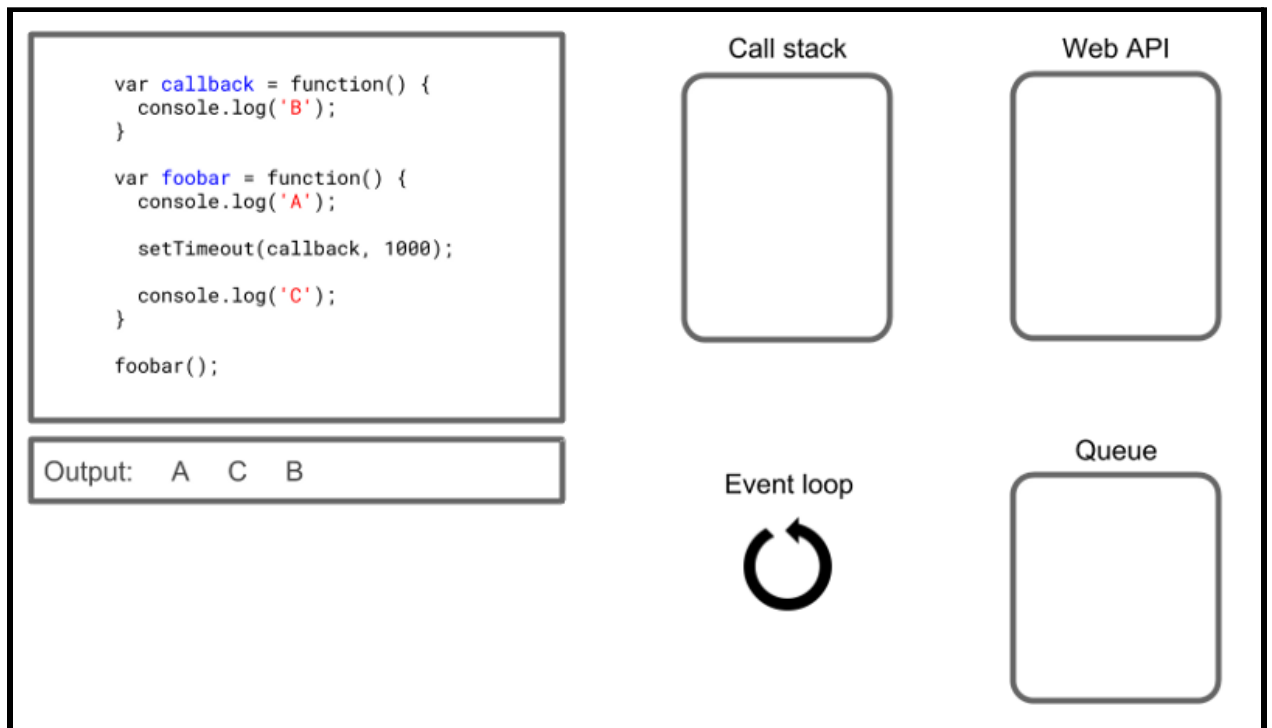 var callback = function() {
  console.log('B');
}
var foobar = function() {
  console.log('A');
  setTimeout(callback, 1000);
  console.log('C');
}
foobar();
Output: A C B
Call stack
Web API
Event loop
Queue